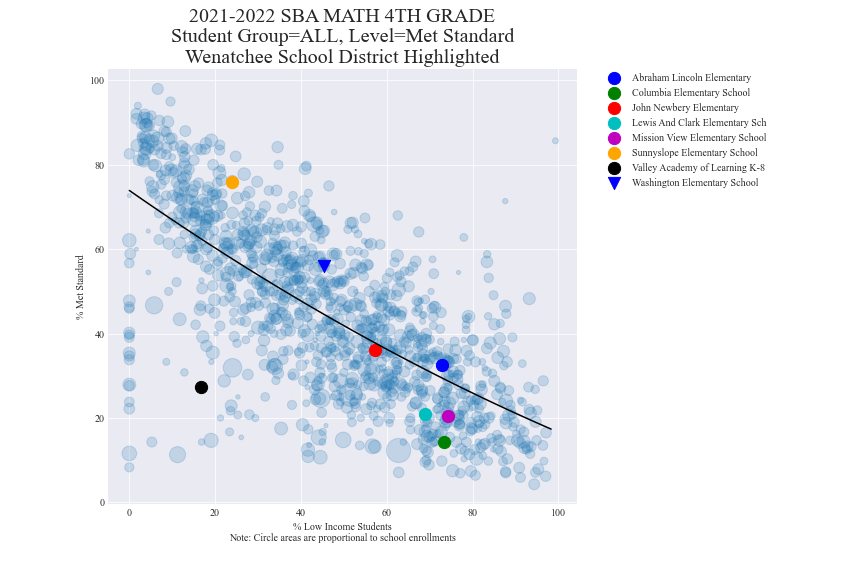 2021-2022 SBA MATH 4TH GRADE
Student Group=ALL, Level=Met Standard
Wenatchee School District Highlighted
100
80
60
40
20
0
% Met Standard
0 20 40 60 80 100
% Low Income Students
Note: Circle areas are proportional to school enrollments
Abraham Lincoln Elementary
Columbia Elementary School
John Newbery Elementary
Lewis And Clark Elementary Sch
Mission View Elementary School
Sunnyslope Elementary School
Valley Academy of Learning K-8
Washington Elementary School